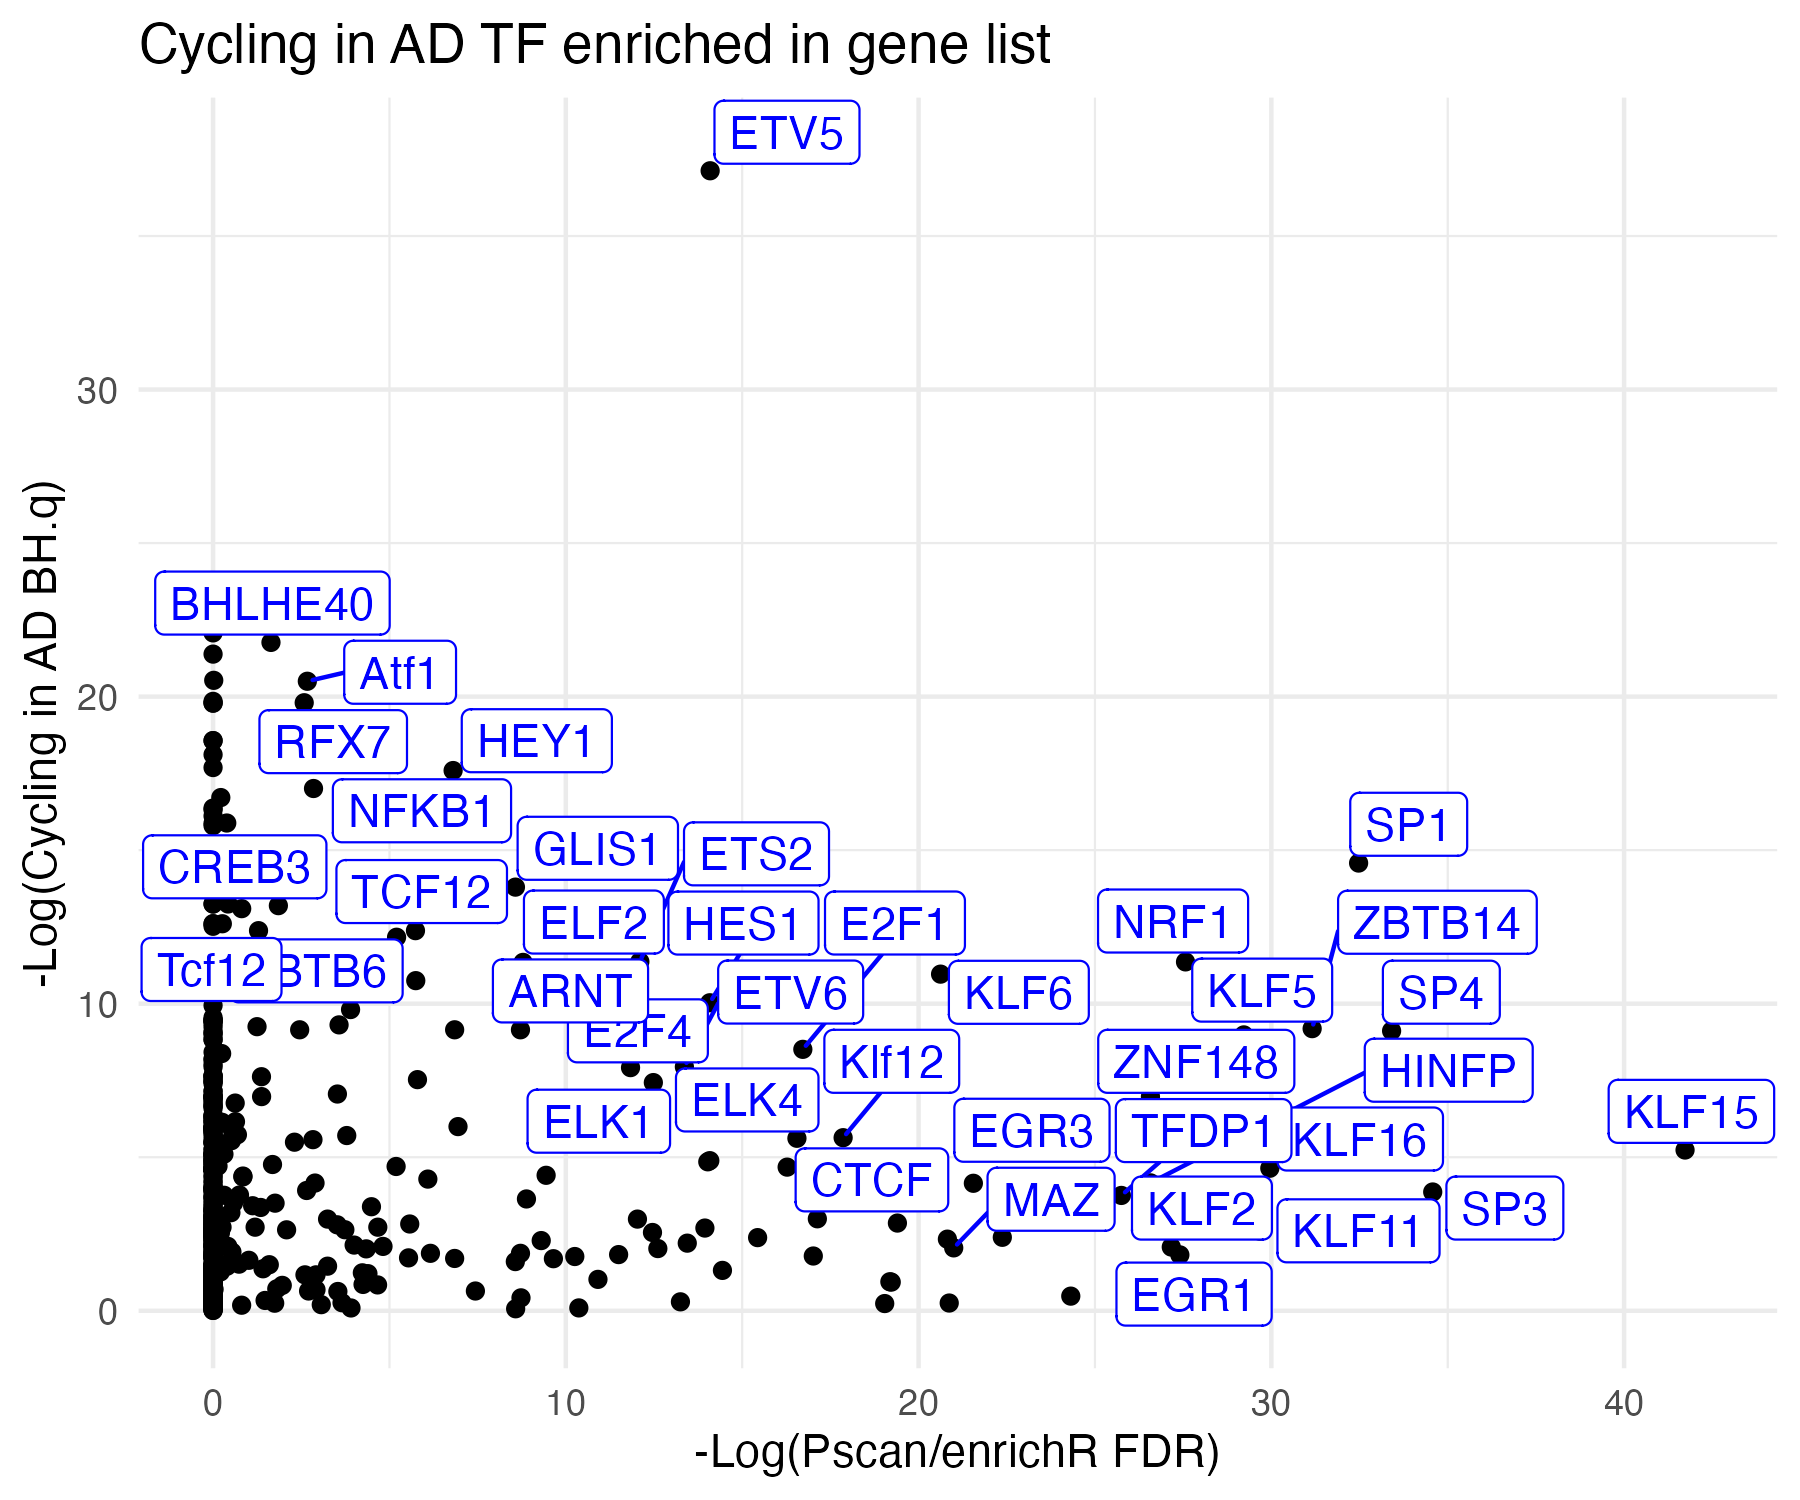 Cycling in AD TF enriched in gene list
ETV5
30
BHLHE40
Atf1
20
RFX7
HEY1
NFKB1
SP1
GLIS1
ETS2
CREB3
TCF12
ELF2
HES1
E2F1
NRF1
ZBTB14
Tcf12
BTB6
ARNT
ETV6
KLF6
KLF5
SP4
10
E2F4
Klf12
ZNF148
HINFP
ELK4
KLF15
ELK1
EGR3
TFDP1
KLF16
CTCF
MAZ
KLF2
SP3
KLF11
EGR1
0
0 10 20 30 40
-Log(Pscan/enrichR FDR)
-Log(Cycling in AD BH.q)